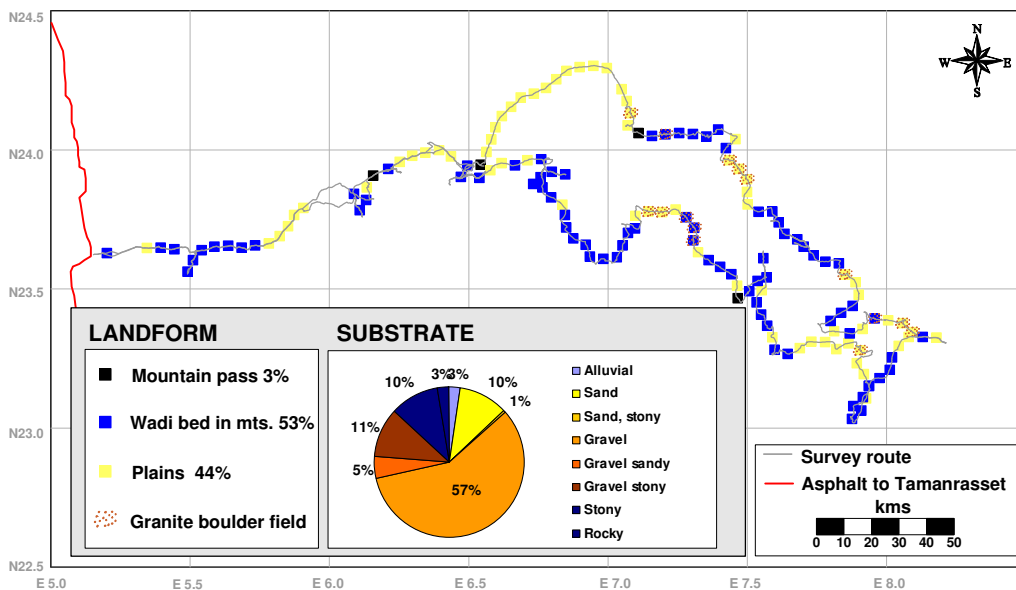 N24.5
N24.0
N23.5
N23.0
N22.5
N
W E
S
LANDFORM
Mountain pass 3%
Wadi bed in mts. 53%
Plains 44%
Granite boulder field
SUBSTRATE
3%
3%
10%
1%
57%
5%
11%
10%
Alluvial
Sand
Sand, stony
Gravel
Gravel sandy
Gravel stony
Stony
Rocky
Survey route
Asphalt to Tamanrasset
kms
0 10 20 30 40 50
E 5.0 E 5.5 E 6.0 E 6.5 E 7.0 E 7.5 E 8.0